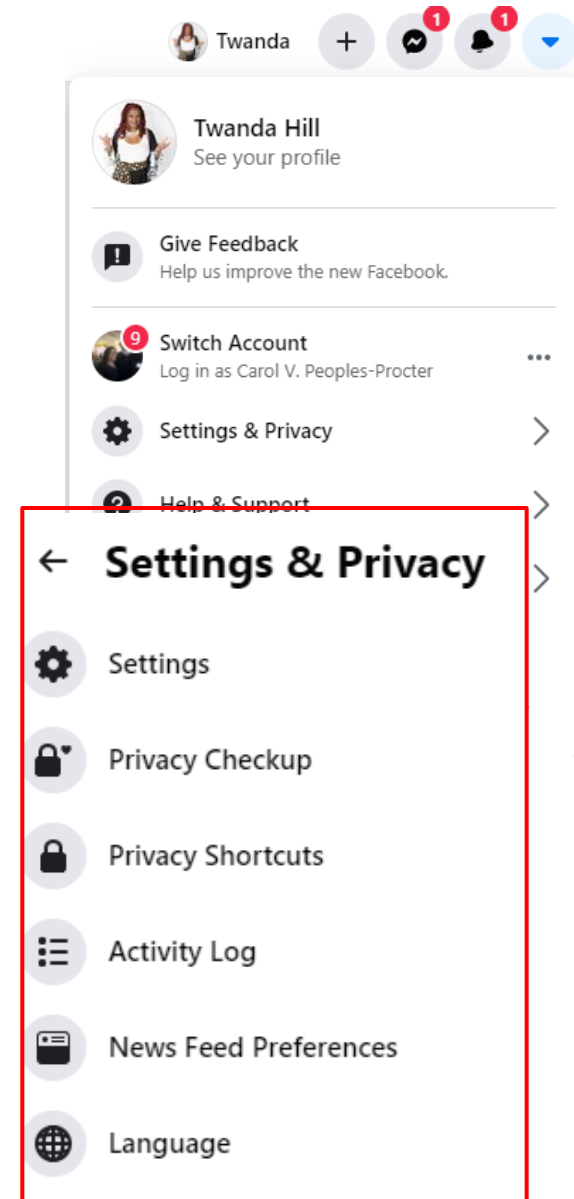 Twanda
1
1
Twanda Hill
See your profile
Give Feedback
Help us improve the new Facebook.
9
Switch Account
Log in as Carol V. Peoples-Procter
Settings & Privacy
Help & Support
Settings & Privacy
Settings
Privacy Checkup
Privacy Shortcuts
Activity Log
News Feed Preferences
Language